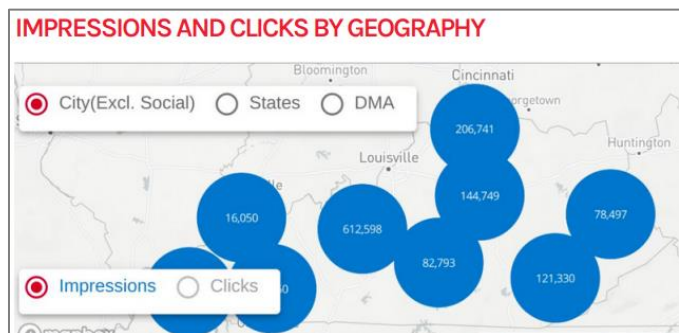 IMPRESSIONS AND CLICKS BY GEOGRAPHY
Bloomington
Cincinnati
City(Excl. Social) States DMA
206,741
Huntington
Louisville
144,749
16,050
78,497
612,598
82,793
121,330
Impressions Clicks
mapbox